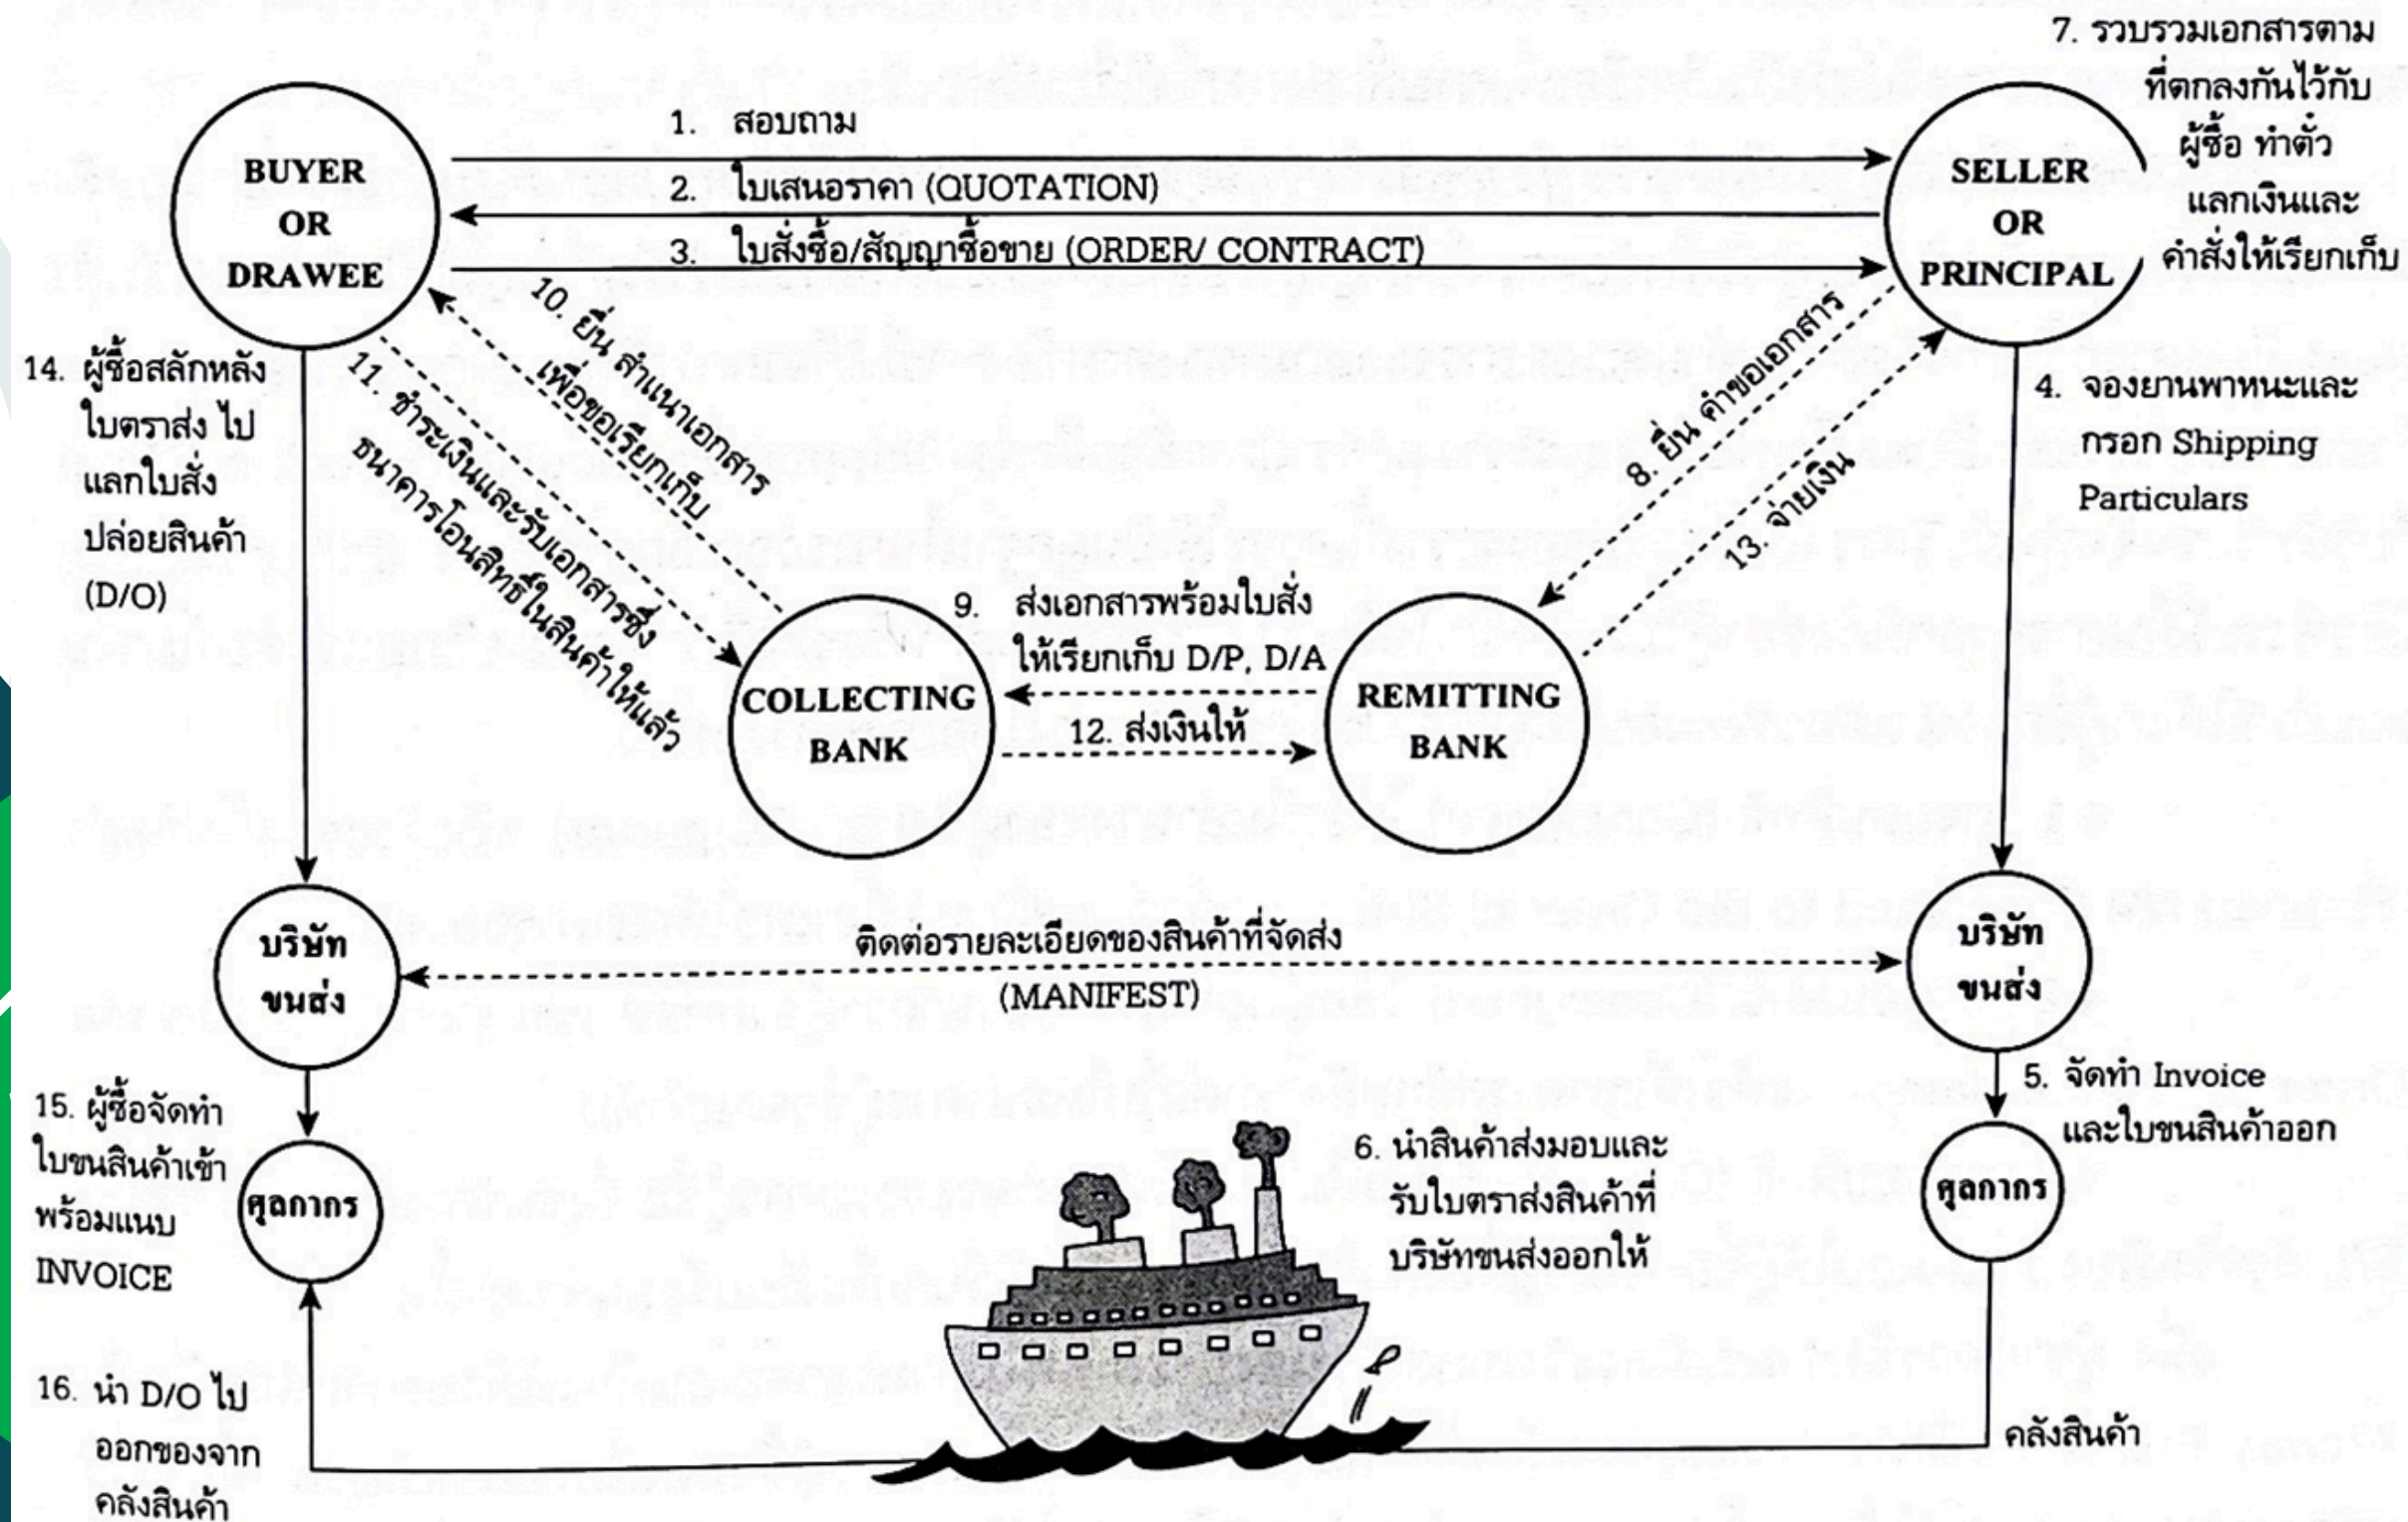 7. รวบรวมเอกสารตาม
ที่ตกลงกันไว้กับ
ผู้ซื้อ ทำตั๋ว
แลกเงินและ
คำสั่งให้เรียกเก็บ
BUYER
OR
DRAWEE
1. สอบถาม
2. ใบเสนอราคา (QUOTATION)
3. ใบสั่งซื้อ/สัญญาซื้อขาย (ORDER/ CONTRACT)
SELLER
OR
PRINCIPAL
14. ผู้ซื้อสลักหลัง
ใบตราส่ง ไป
แลกใบสั่ง
ปล่อยสินค้า
(D/O)
10. ยื่น สำเนาเอกสาร
เพื่อขอเรียกเก็บ
11. ชำระเงินและรับเอกสารซึ่ง
ธนาคารโอนสิทธิ์ในสินค้าให้แล้ว
8. ยื่น คำขอเอกสาร
13. จ่ายเงิน
4. จองยานพาหนะและ
กรอก Shipping
Particulars
COLLECTING
BANK
9. ส่งเอกสารพร้อมใบสั่ง
ให้เรียกเก็บ D/P, D/A
12. ส่งเงินให้
REMITTING
BANK
บริษัท
ขนส่ง
ติดต่อรายละเอียดของสินค้าที่จัดส่ง
(MANIFEST)
บริษัท
ขนส่ง
15. ผู้ซื้อจัดทำ
ใบขนสินค้าเข้า
พร้อมแนบ
INVOICE
ศุลกากร
6. นำสินค้าส่งมอบและ
รับใบตราส่งสินค้าที่
บริษัทขนส่งออกให้
5. จัดทำ Invoice
และใบขนสินค้าออก
ศุลกากร
16. นำ D/O ไป
ออกของจาก
คลังสินค้า
คลังสินค้า